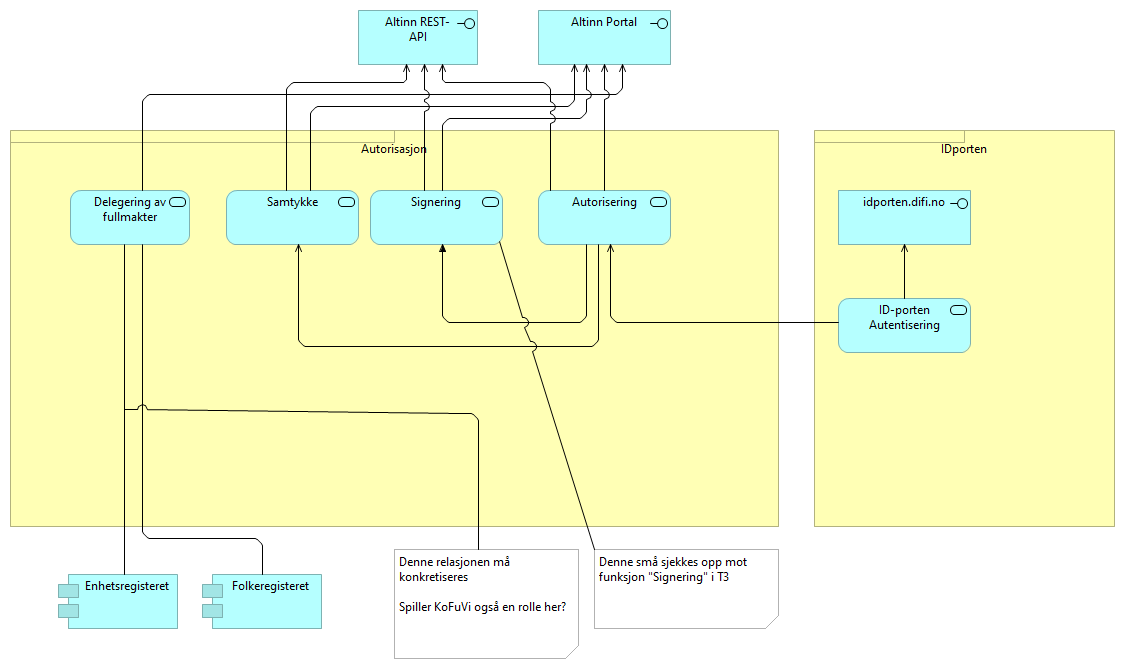 Altinn REST-
API
Altinn Portal
Autorisasjon
IDporten
Delegering av
fullmakter
Samtykke
Signering
Autorisering
idporten.difi.no
ID-porten
Autentisering
Enhetsregisteret
Folkeregisteret
Denne relasjonen må
konkretiseres
Spiller KoFuVi også en rolle her?
Denne små sjekkes opp mot
funksjon "Signering" i T3